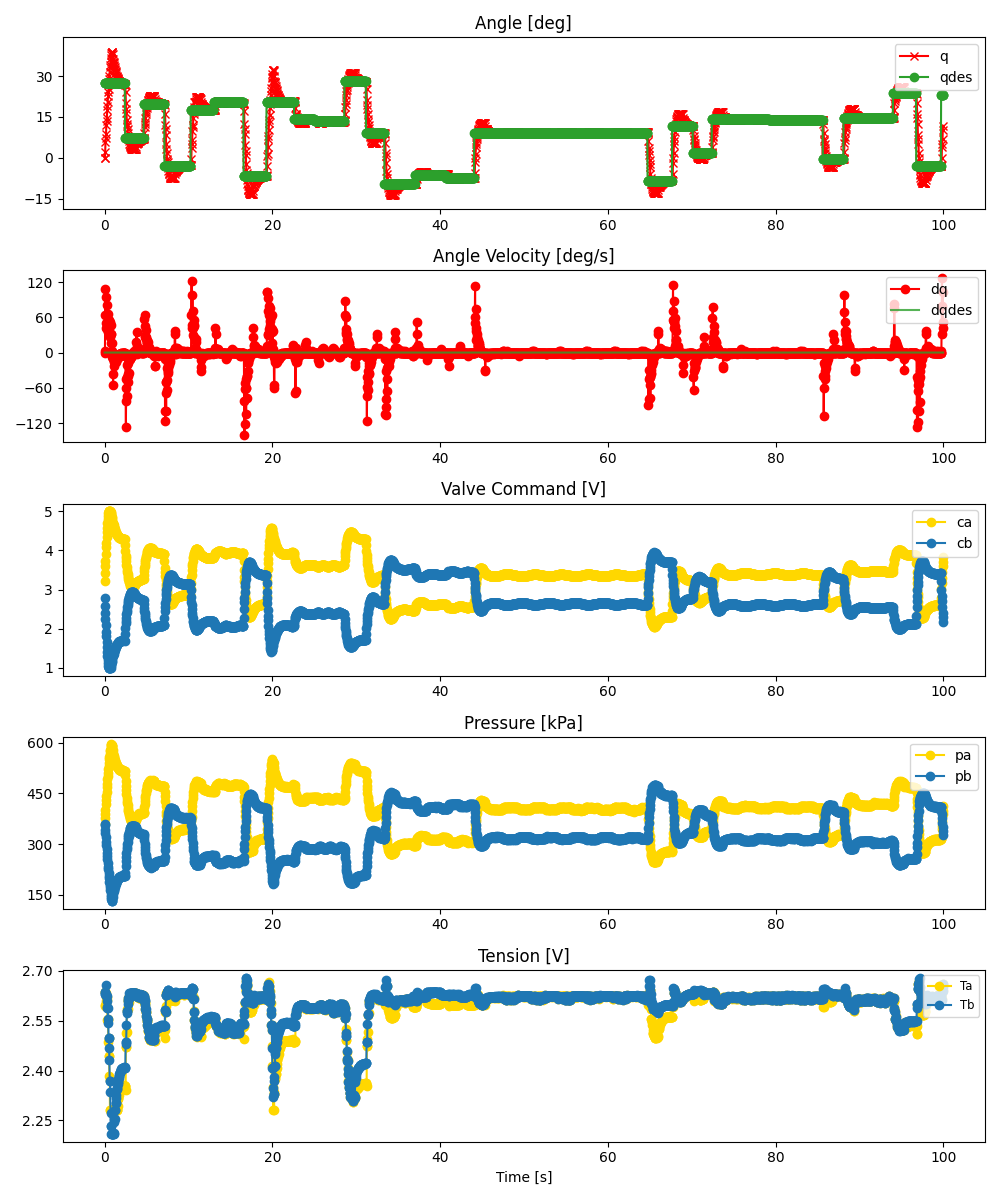 Angle [deg]
30
15
0
−15
q
qdes
0 20 40 60 80 100
Angle Velocity [deg/s]
120
60
0
−60
−120
dq
dqdes
0 20 40 60 80 100
Valve Command [V]
5
4
3
2
1
ca
cb
0 20 40 60 80 100
Pressure [kPa]
600
450
300
150
pa
pb
0 20 40 60 80 100
Tension [V]
2.70
2.55
2.40
2.25
Ta
Tb
0 20 40 60 80 100
Time [s]